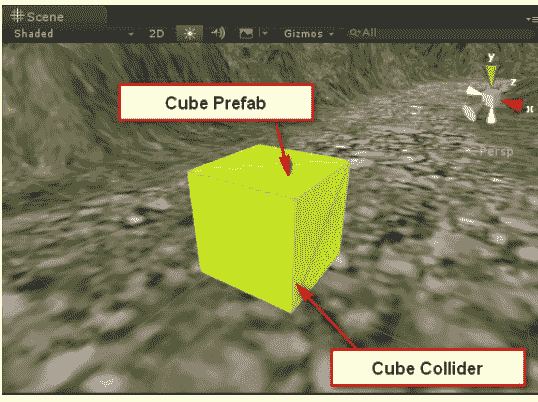 Scene
Shaded 2D Gizmos All
Cube Prefab
y
z
x
Persp
Cube Collider